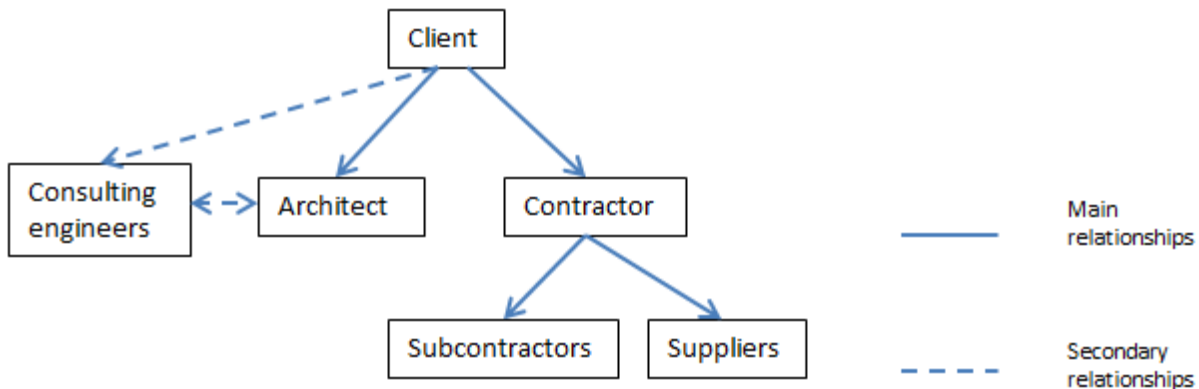 Client
Consulting
engineers
Architect
Contractor
Main
relationships
Subcontractors
Suppliers
Secondary
relationships